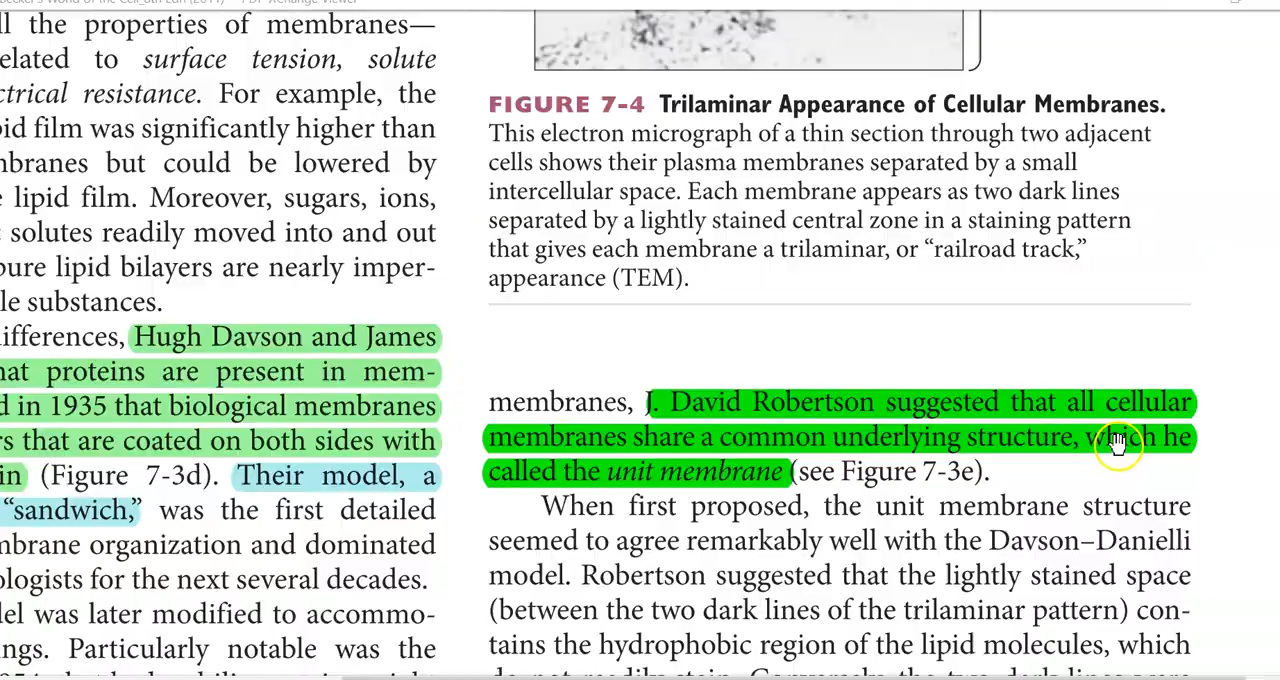 ll the properties of membranes—
elated to surface tension, solute
ctrical resistance. For example, the
oid film was significantly higher than
mbranes but could be lowered by
e lipid film. Moreover, sugars, ions,
c solutes readily moved into and out
pure lipid bilayers are nearly imper-
le substances.
ifferences, Hugh Davson and James
hat proteins are present in mem-
d in 1935 that biological membranes
rs that are coated on both sides with
in (Figure 7-3d). Their model, a
“sandwich,” was the first detailed
mbrane organization and dominated
ologists for the next several decades.
del was later modified to accommo-
ngs. Particularly notable was the
FIGURE 7-4 Trilaminar Appearance of Cellular Membranes.
This electron micrograph of a thin section through two adjacent
cells shows their plasma membranes separated by a small
intercellular space. Each membrane appears as two dark lines
separated by a lightly stained central zone in a staining pattern
that gives each membrane a trilaminar, or “railroad track,”
appearance (TEM).
membranes, J. David Robertson suggested that all cellular
membranes share a common underlying structure, which he
called the unit membrane (see Figure 7-3e).
When first proposed, the unit membrane structure
seemed to agree remarkably well with the Davson–Danielli
model. Robertson suggested that the lightly stained space
(between the two dark lines of the trilaminar pattern) con-
tains the hydrophobic region of the lipid molecules, which